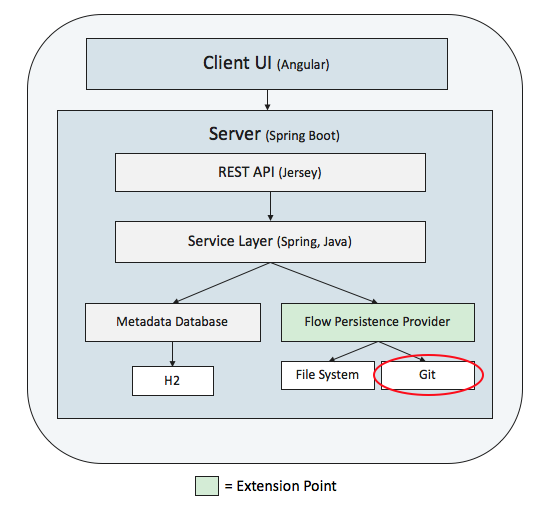 Client UI (Angular)
Server (Spring Boot)
REST API (Jersey)
Service Layer (Spring, Java)
Metadata Database
Flow Persistence Provider
H2
File System
Git
= Extension Point